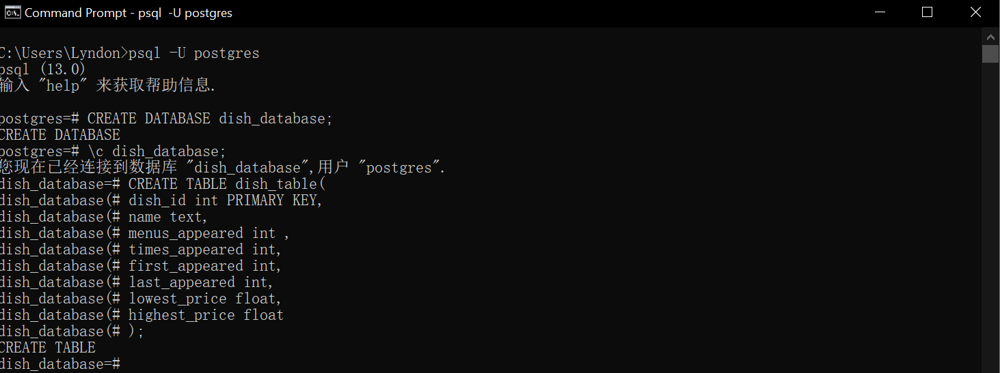 Command Prompt - psql  -U postgres
C:\Users\Lyndon>psql -U postgres
psql (13.0)
输入 "help" 来获取帮助信息.
postgres=# CREATE DATABASE dish_database;
CREATE DATABASE
postgres=# \c dish_database;
您现在已经连接到数据库 "dish_database",用户 "postgres".
dish_database=# CREATE TABLE dish_table(
dish_database(# dish_id int PRIMARY KEY,
dish_database(# name text,
dish_database(# menus_appeared int ,
dish_database(# times_appeared int,
dish_database(# first_appeared int,
dish_database(# last_appeared int,
dish_database(# lowest_price float,
dish_database(# highest_price float
dish_database(# );
CREATE TABLE
dish_database=#